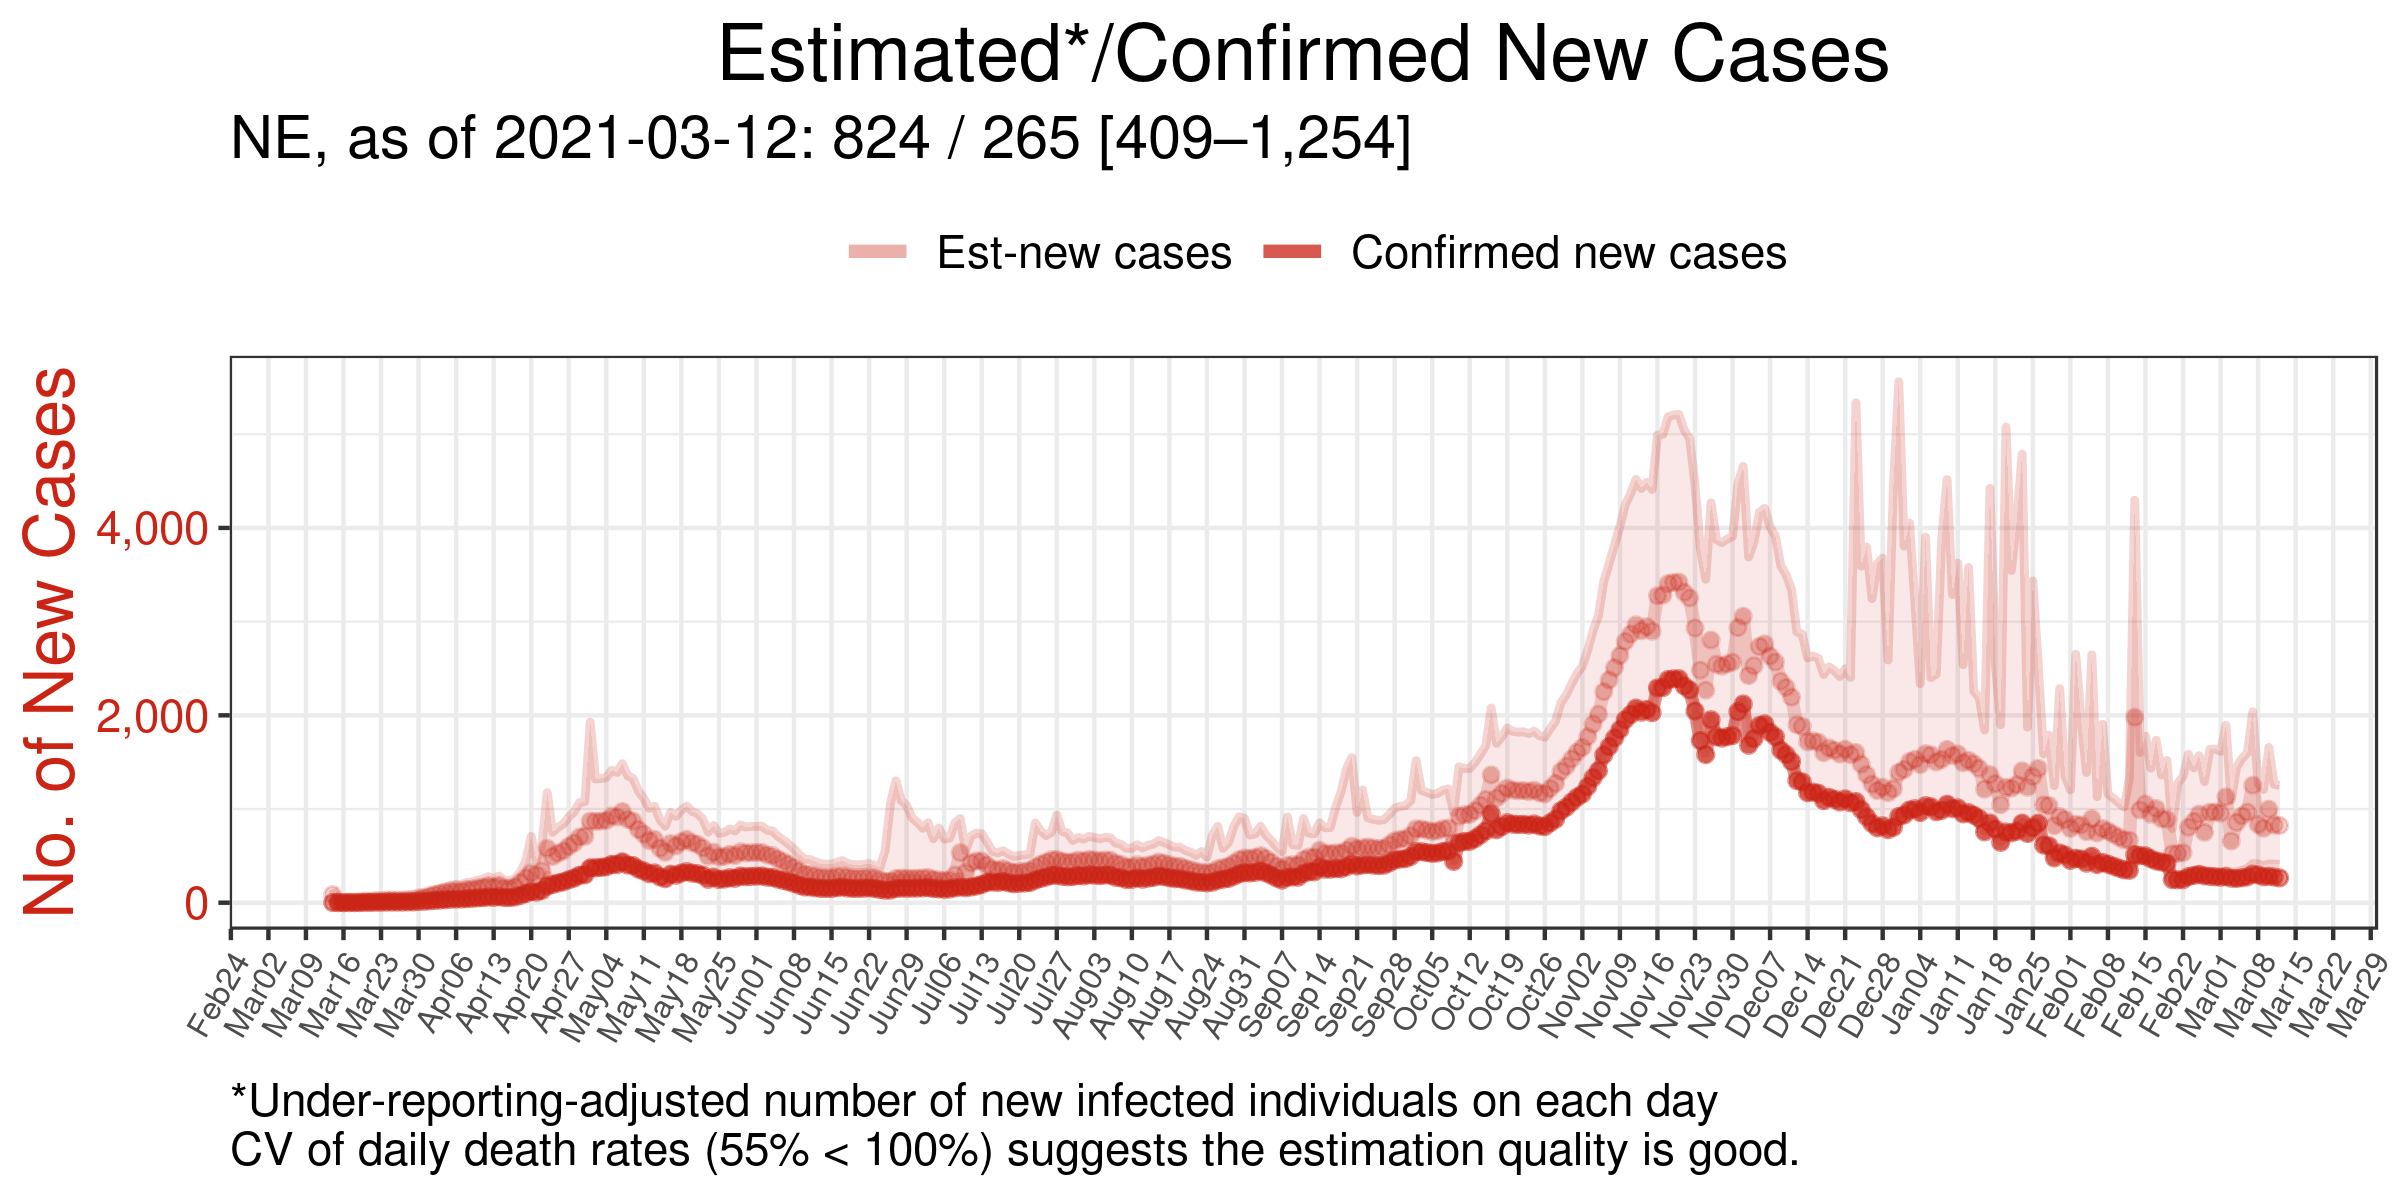 Estimated*/Confirmed New Cases
NE, as of 2021-03-12: 824 / 265 [409–1,254]
Est-new cases
Confirmed new cases
No. of New Cases
4,000
2,000
0
Feb24
Mar02
Mar09
Mar16
Mar23
Mar30
Apr06
Apr13
Apr20
Apr27
May04
May11
May18
May25
Jun01
Jun08
Jun15
Jun22
Jun29
Jul06
Jul13
Jul20
Jul27
Aug03
Aug10
Aug17
Aug24
Aug31
Sep07
Sep14
Sep21
Sep28
Oct05
Oct12
Oct19
Oct26
Nov02
Nov09
Nov16
Nov23
Nov30
Dec07
Dec14
Dec21
Dec28
Jan04
Jan11
Jan18
Jan25
Feb01
Feb08
Feb15
Feb22
Mar01
Mar08
Mar15
Mar22
Mar29
*Under-reporting-adjusted number of new infected individuals on each day
CV of daily death rates (55% < 100%) suggests the estimation quality is good.